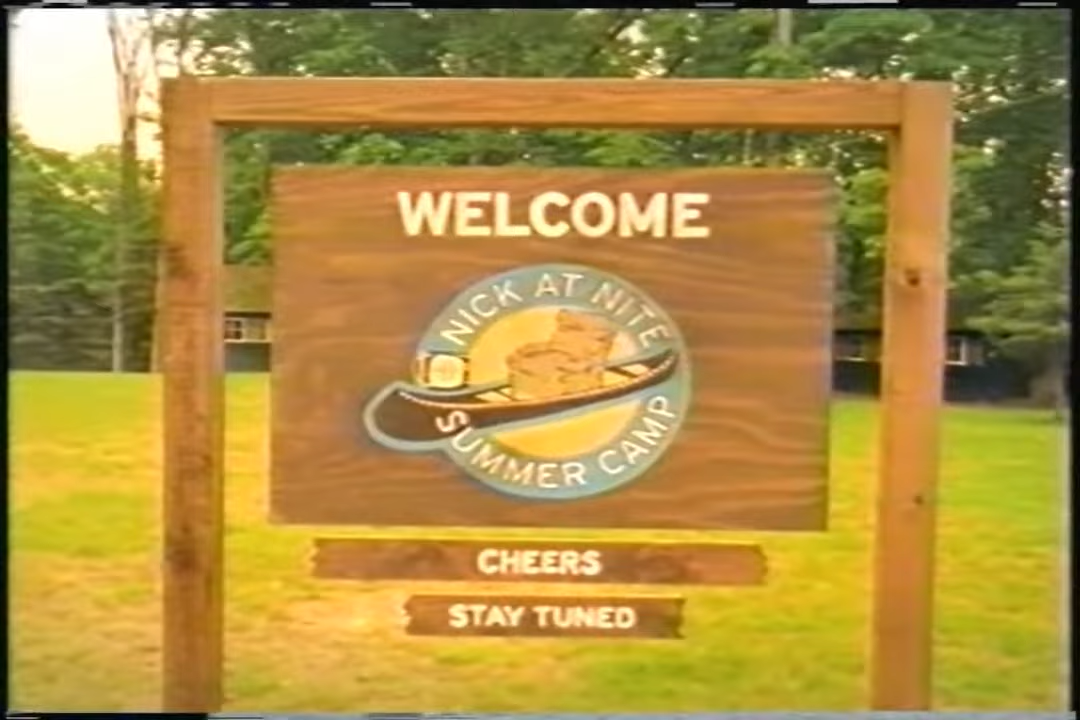 WELCOME
NICK AT NITE
SUMMER CAMP
CHEERS
STAY TUNED